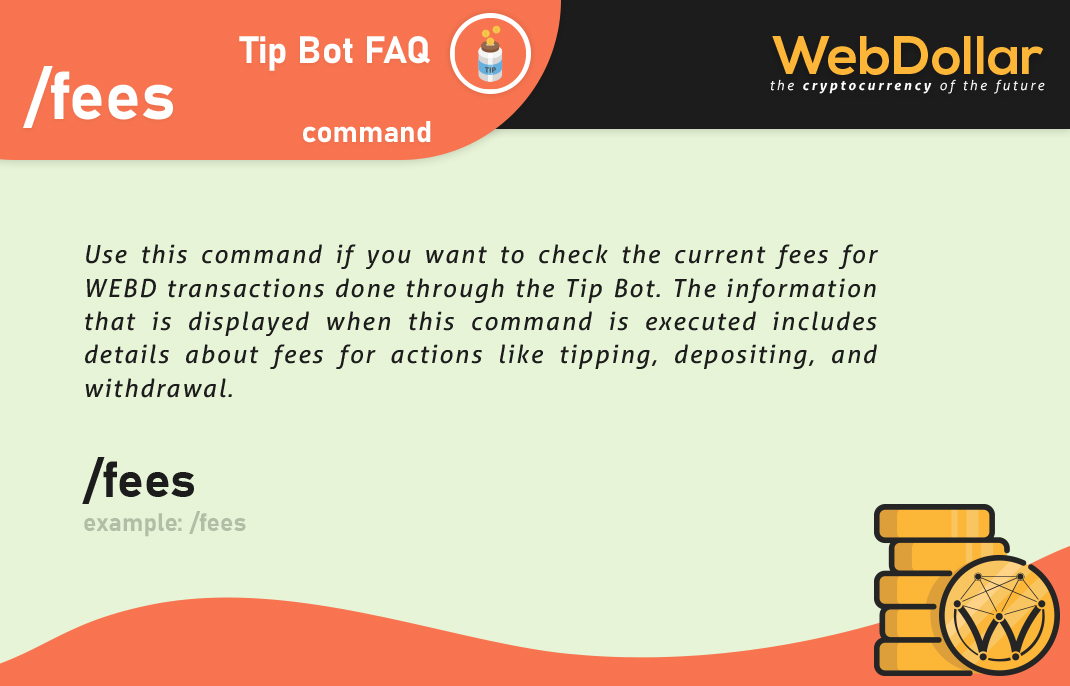 Tip Bot FAQ
/fees
command
TIP
WebDollar
the cryptocurrency of the future
Use this command if you want to check the current fees for
WEBD transactions done through the Tip Bot. The information
that is displayed when this command is executed includes
details about fees for actions like tipping, depositing, and
withdrawal.
/fees
example: /fees